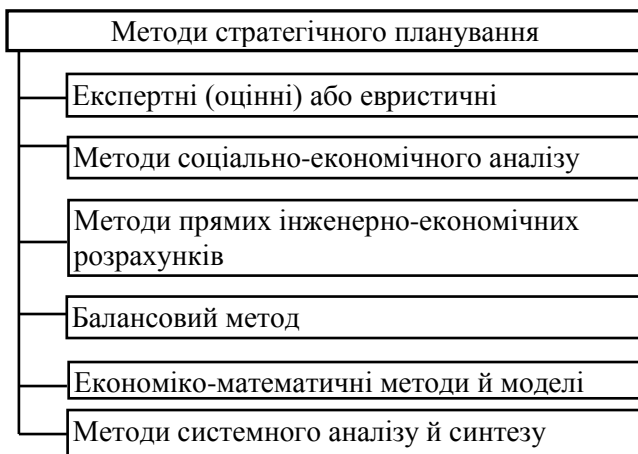 Методи стратегічного планування
Експертні (оцінні) або евристичні
Методи соціально-економічного аналізу
Методи прямих інженерно-економічних
розрахунків
Балансовий метод
Економіко-математичні методи й моделі
Методи системного аналізу й синтезу